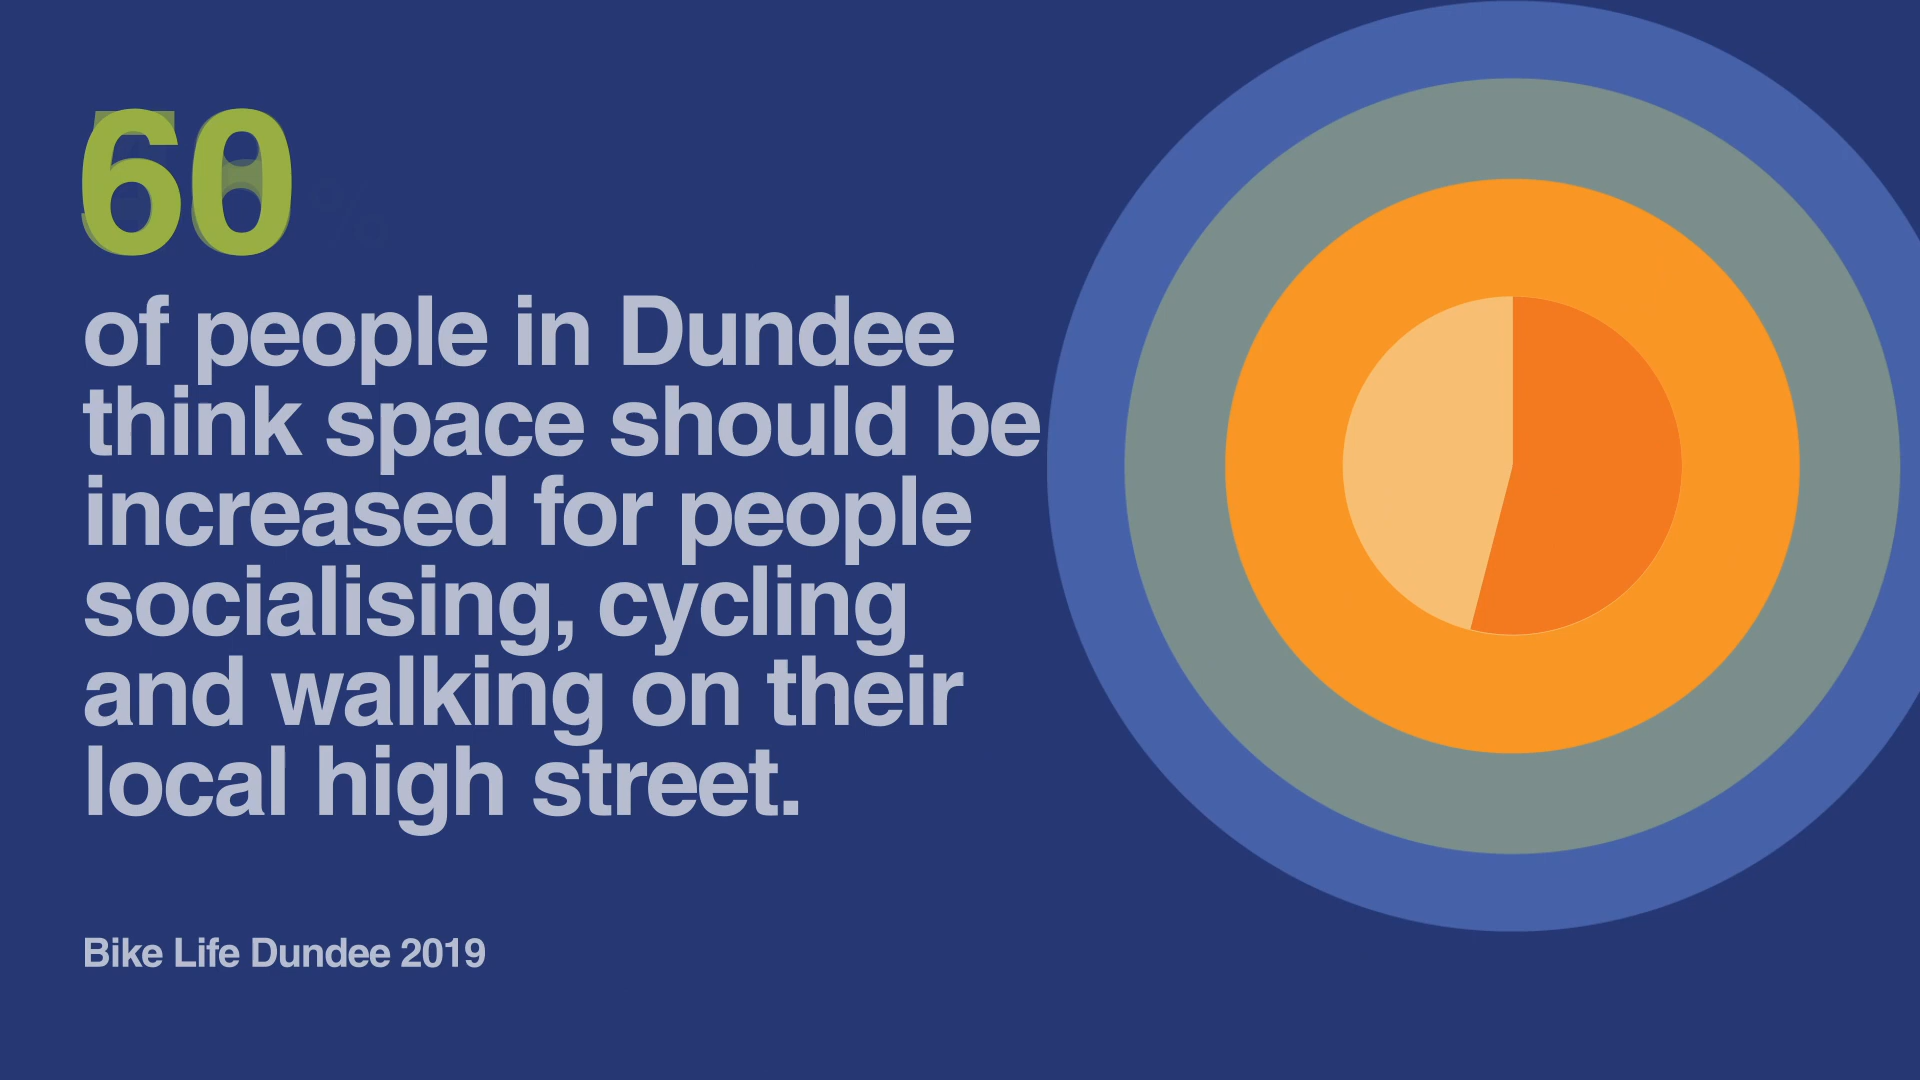 60
of people in Dundee
think space should be
increased for people
socialising, cycling
and walking on their
local high street.
Bike Life Dundee 2019